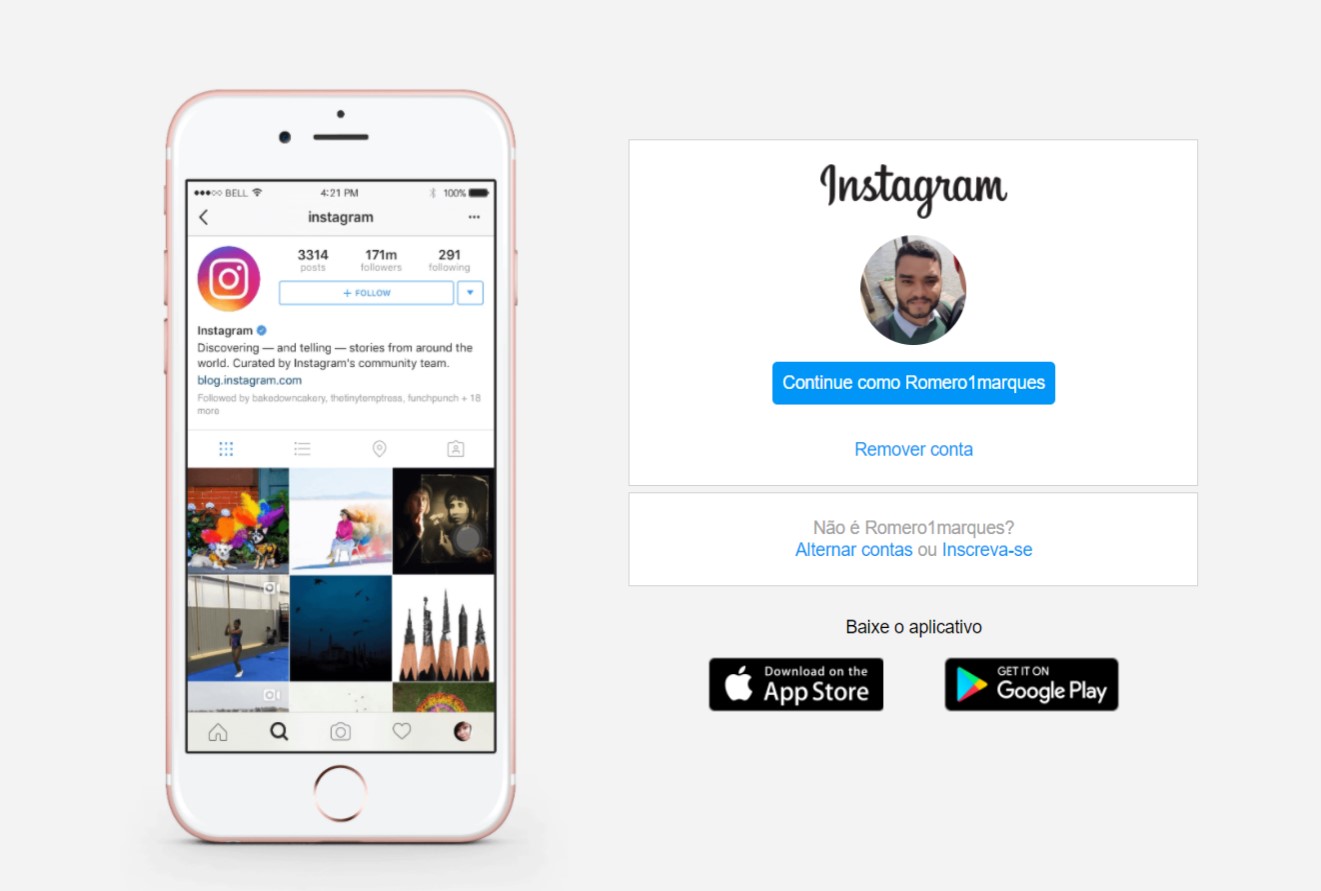 BELL 4:21 PM 100%
instagram
3314 171m 291
posts followers following
+ FOLLOW
Instagram
Discovering — and telling — stories from around the
world. Curated by Instagram's community team.
blog.instagram.com
Followed by bakedowncakery, thetinytemptress, funchpunch + 18
more
Instagram
Continue como Romero1marques
Remover conta
Não é Romero1marques?
Alternar contas ou Inscreva-se
Baixe o aplicativo
Download on the
App Store
GET IT ON
Google Play